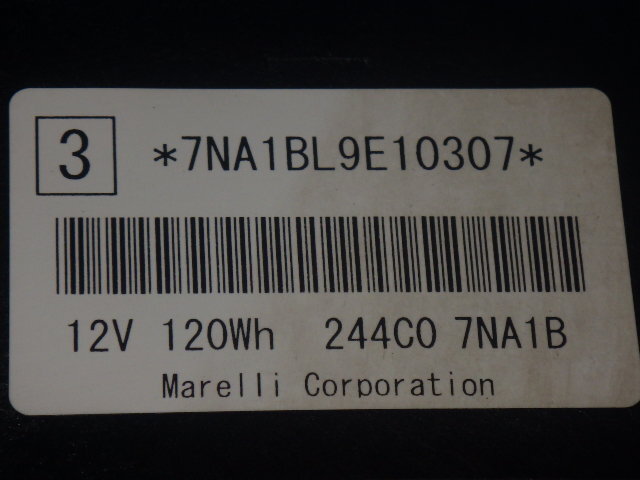 3 *7NA1BL9E10307*
12V 120Wh 244C0 7NA1B
Marelli Corporation